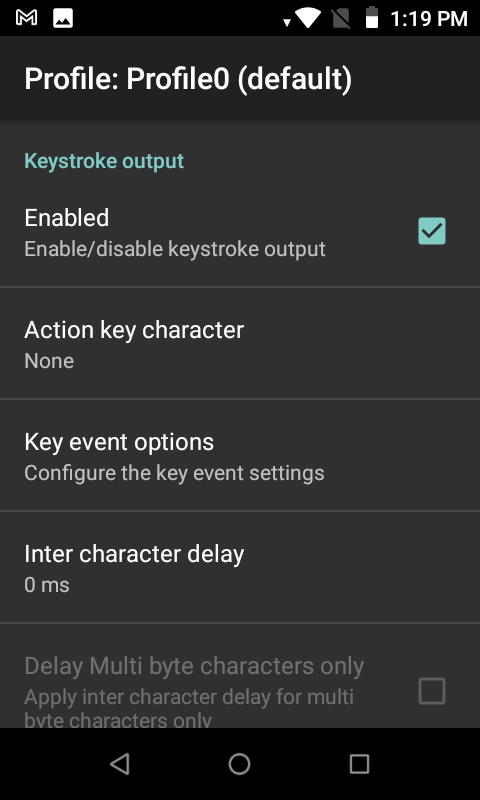 1:19 PM
Profile: Profile0 (default)
Keystroke output
Enabled
Enable/disable keystroke output
Action key character
None
Key event options
Configure the key event settings
Inter character delay
0 ms
Delay Multi byte characters only
Apply inter character delay for multi
byte characters only